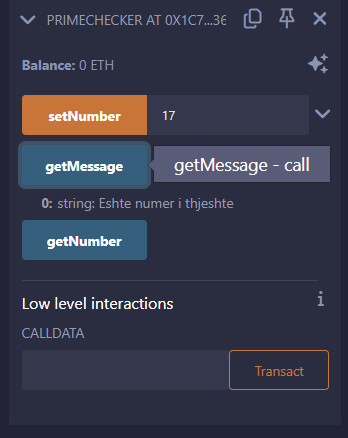 PRIMECHECKER AT 0X1C7...36
Balance: 0 ETH
setNumber 17
getMessage getMessage - call
0: string: Eshte numer i thjeshte
getNumber
Low level interactions i
CALLDATA
Transact